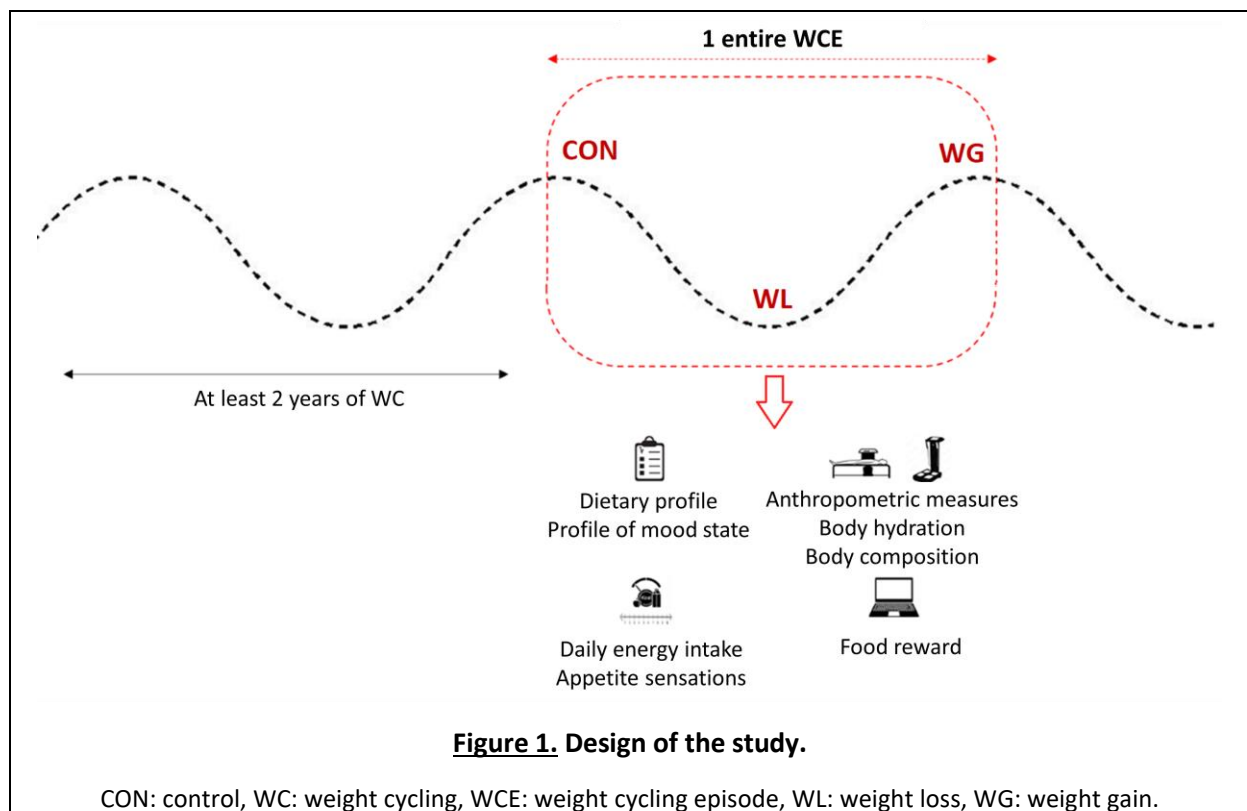 1 entire WCE
CON
WG
WL
At least 2 years of WC
Dietary profile
Profile of mood state
Anthropometric measures
Body hydration
Body composition
Daily energy intake
Appetite sensations
Food reward
Figure 1. Design of the study.
CON: control, WC: weight cycling, WCE: weight cycling episode, WL: weight loss, WG: weight gain.